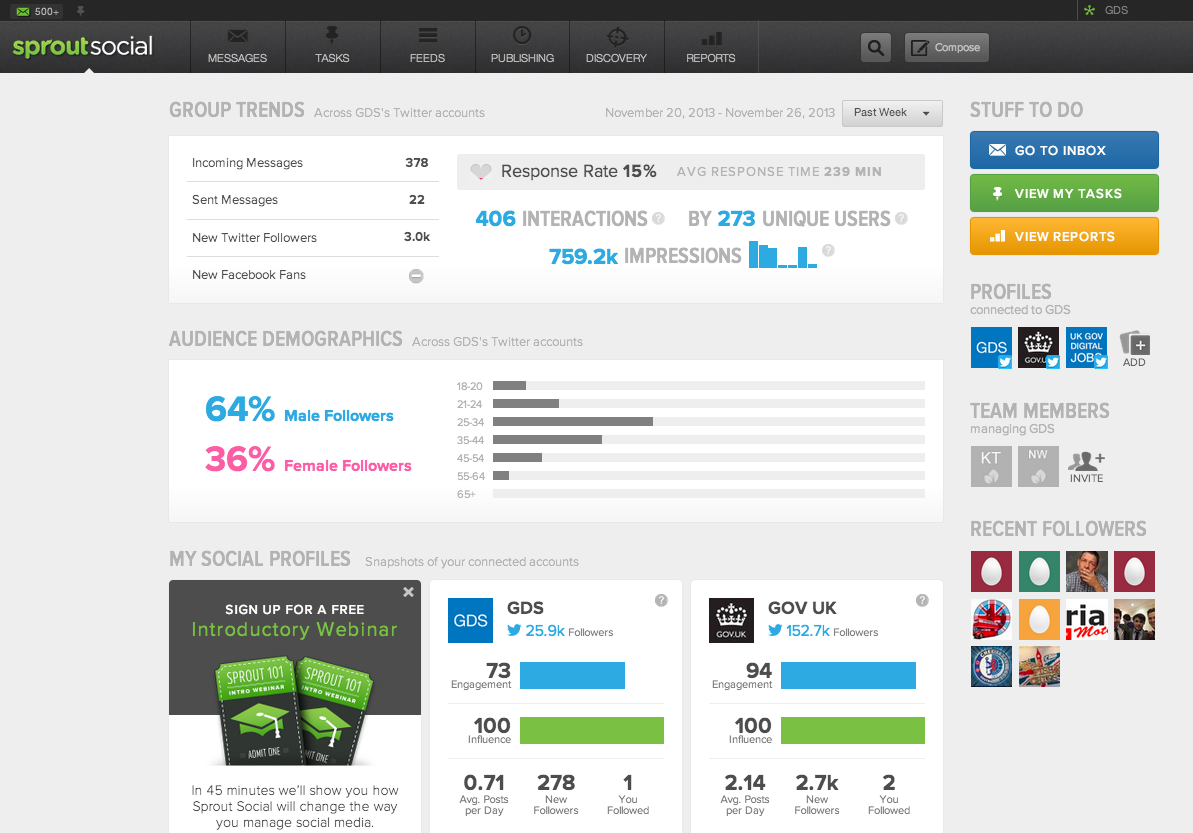 500+
GDS
sproutsocial
MESSAGES
TASKS
FEEDS
PUBLISHING
DISCOVERY
REPORTS
Compose
GROUP TRENDS Across GDS's Twitter accounts
November 20, 2013 - November 26, 2013
Past Week
Incoming Messages 378
Sent Messages 22
New Twitter Followers 3.0k
New Facebook Fans
Response Rate 15% AVG RESPONSE TIME 239 MIN
406 INTERACTIONS ? BY 273 UNIQUE USERS ?
759.2k IMPRESSIONS ?
AUDIENCE DEMOGRAPHICS Across GDS's Twitter accounts
64% Male Followers
36% Female Followers
18-20
21-24
25-34
35-44
45-54
55-64
65+
MY SOCIAL PROFILES Snapshots of your connected accounts
SIGN UP FOR A FREE
Introductory Webinar
SPROUT 101
INTRO WEBINAR
ADMIT ONE
SPROUT 101
INTRO WEBINAR
IT ONE
In 45 minutes we'll show you how
Sprout Social will change the way
you manage social media.
GDS
GDS
?
25.9k Followers
73
Engagement
100
Influence
0.71
Avg. Posts
per Day
278
New
Followers
1
You
Followed
GOV.UK
GOV UK
?
152.7k Followers
94
Engagement
100
Influence
2.14
Avg. Posts
per Day
2.7k
New
Followers
2
You
Followed
STUFF TO DO
GO TO INBOX
VIEW MY TASKS
VIEW REPORTS
PROFILES
connected to GDS
GDS
GOV.U
UK GOV
DIGITAL
JOBS
ADD
TEAM MEMBERS
managing GDS
KT
NW
INVITE
RECENT FOLLOWERS
ria
Mot